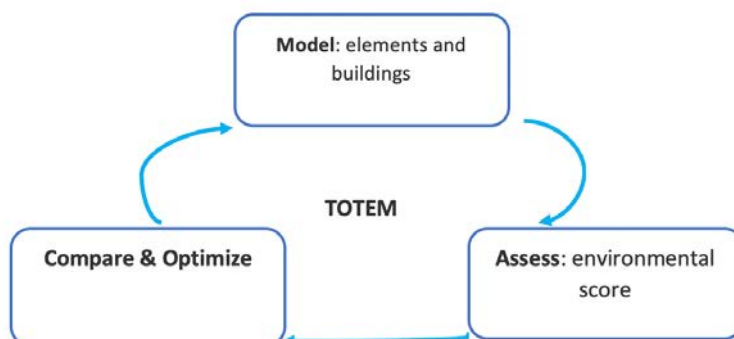 Model: elements and
buildings
TOTEM
Compare & Optimize
Assess: environmental
score